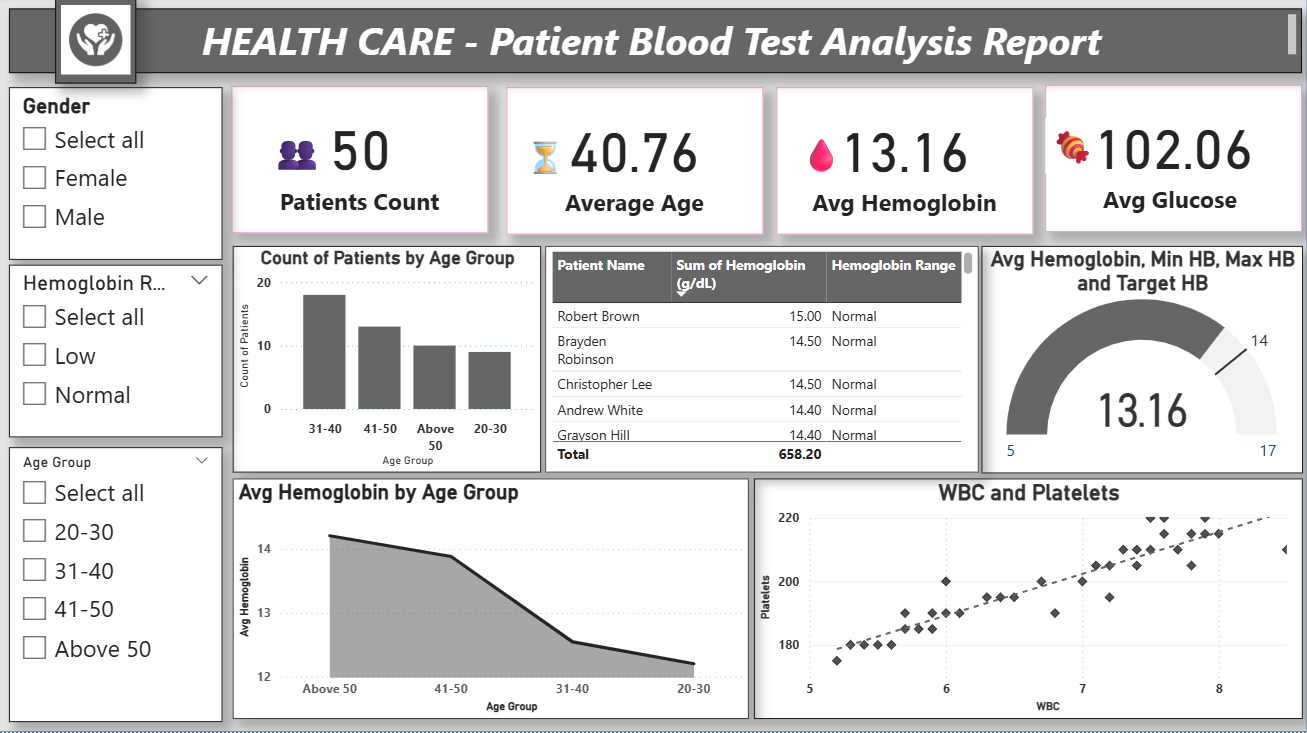 HEALTH CARE - Patient Blood Test Analysis Report
Gender
Select all
Female
Male
Hemoglobin R...
Select all
Low
Normal
Age Group
Select all
20-30
31-40
41-50
Above 50
50
Patients Count
40.76
Average Age
13.16
Avg Hemoglobin
102.06
Avg Glucose
Count of Patients by Age Group
Count of Patients
20
10
0
31-40 41-50 Above 20-30
50
Age Group
Patient Name Sum of Hemoglobin Hemoglobin Range
(g/dL)
Robert Brown 15.00 Normal
Brayden 14.50 Normal
Robinson
Christopher Lee 14.50 Normal
Andrew White 14.40 Normal
Grayson Hill 14.40 Normal
Total 658.20
Avg Hemoglobin, Min HB, Max HB
and Target HB
14
13.16
5 17
Avg Hemoglobin by Age Group
Avg Hemoglobin
14
13
12
Above 50 41-50 31-40 20-30
Age Group
WBC and Platelets
Platelets
220
200
180
5 6 7 8
WBC